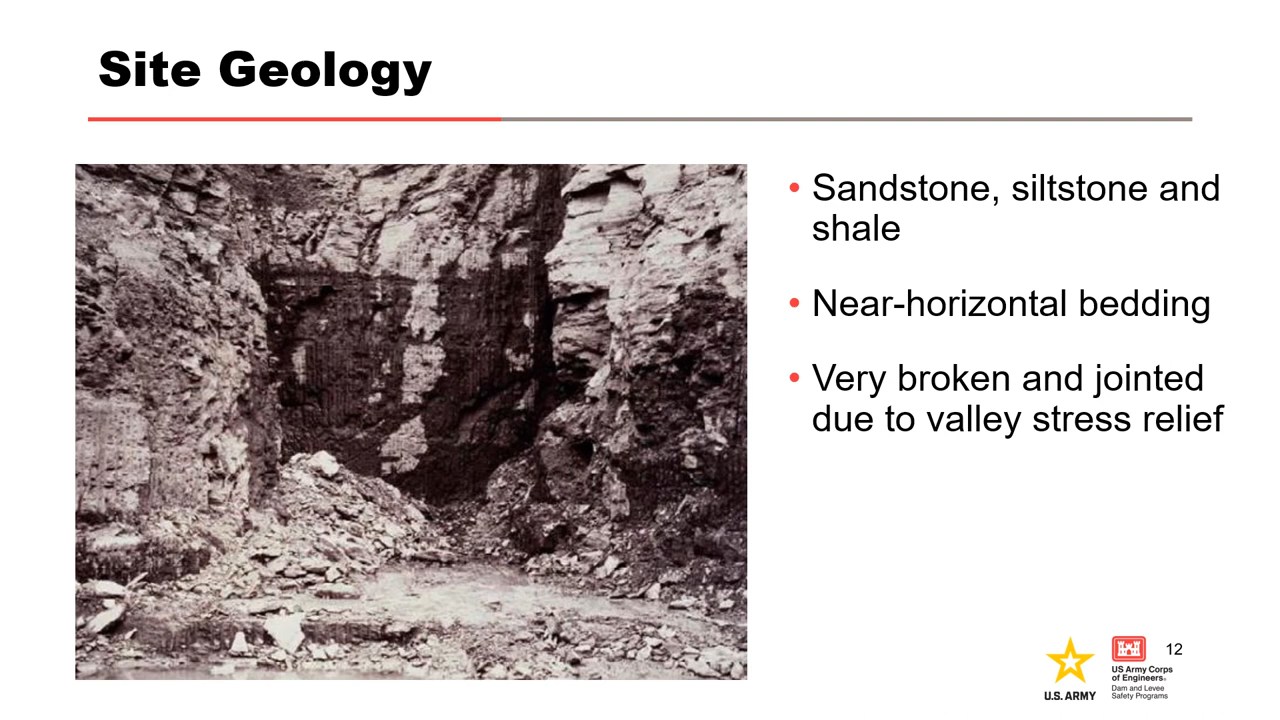 Site Geology
• Sandstone, siltstone and
shale
• Near-horizontal bedding
• Very broken and jointed
due to valley stress relief
12
U.S. ARMY
US Army Corps
of Engineers®
Dam and Levee
Safety Programs